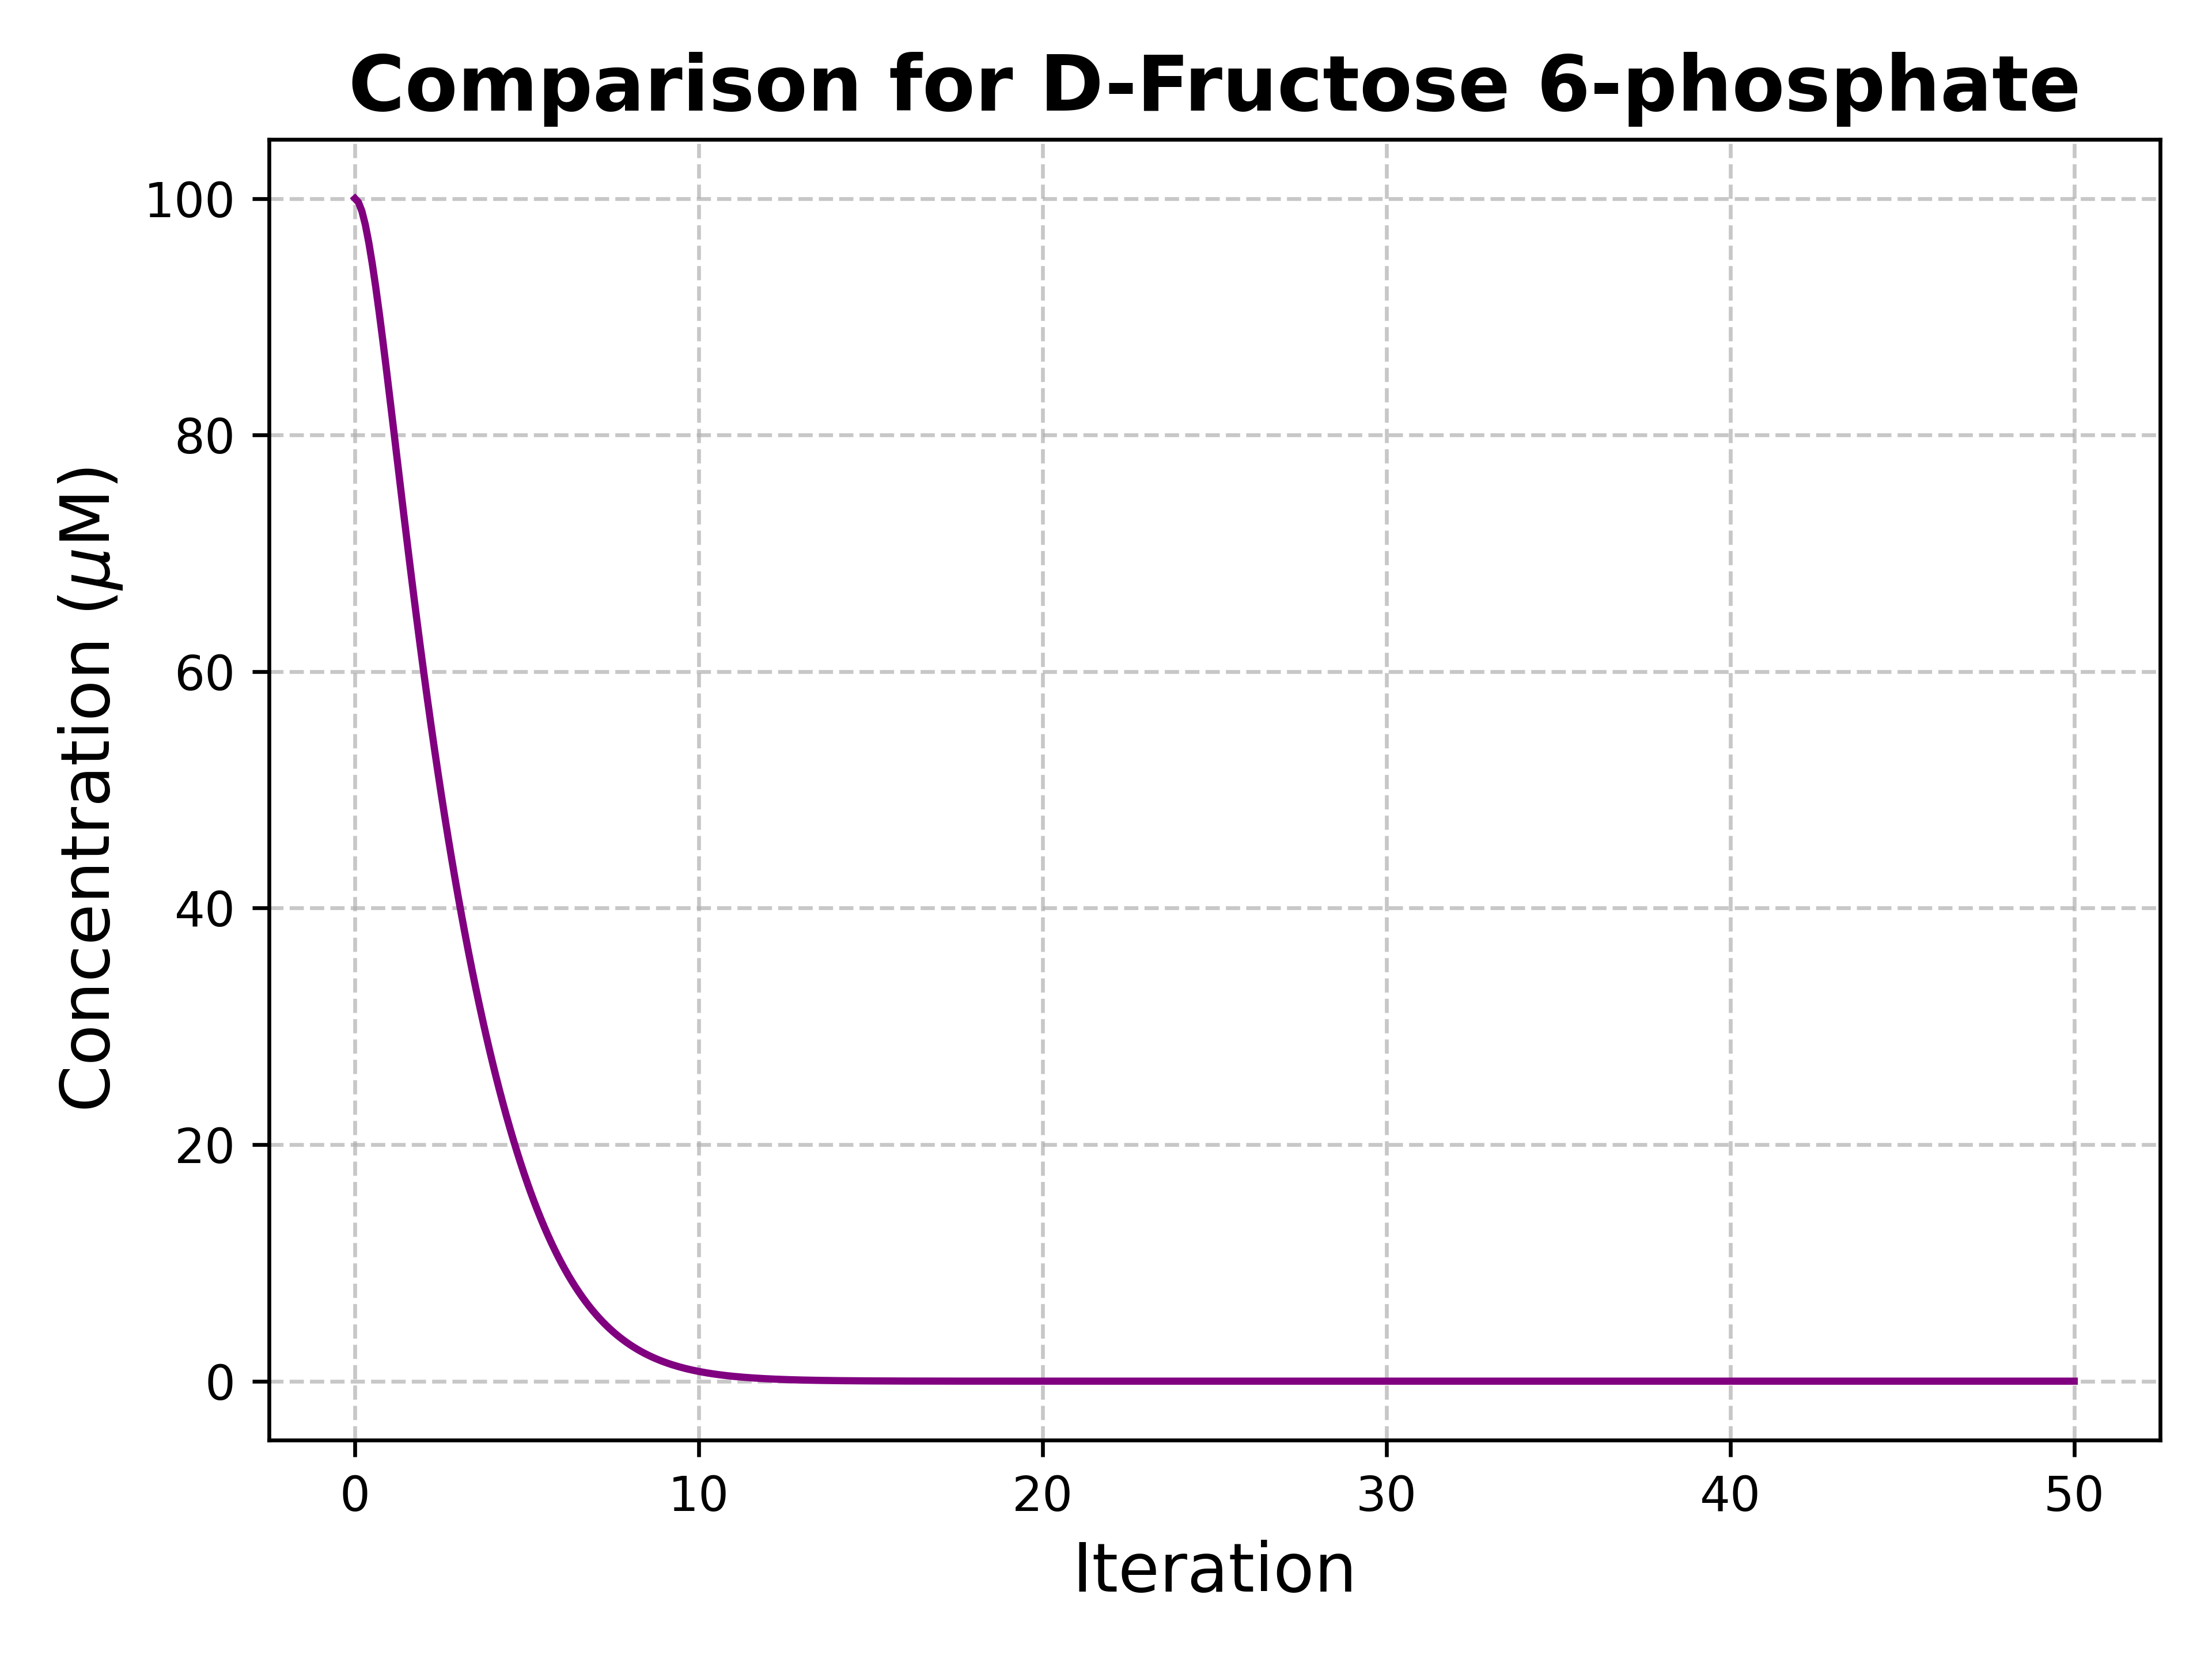 Comparison for D-Fructose 6-phosphate
Concentration (μM)
100
80
60
40
20
0
0 10 20 30 40 50
Iteration